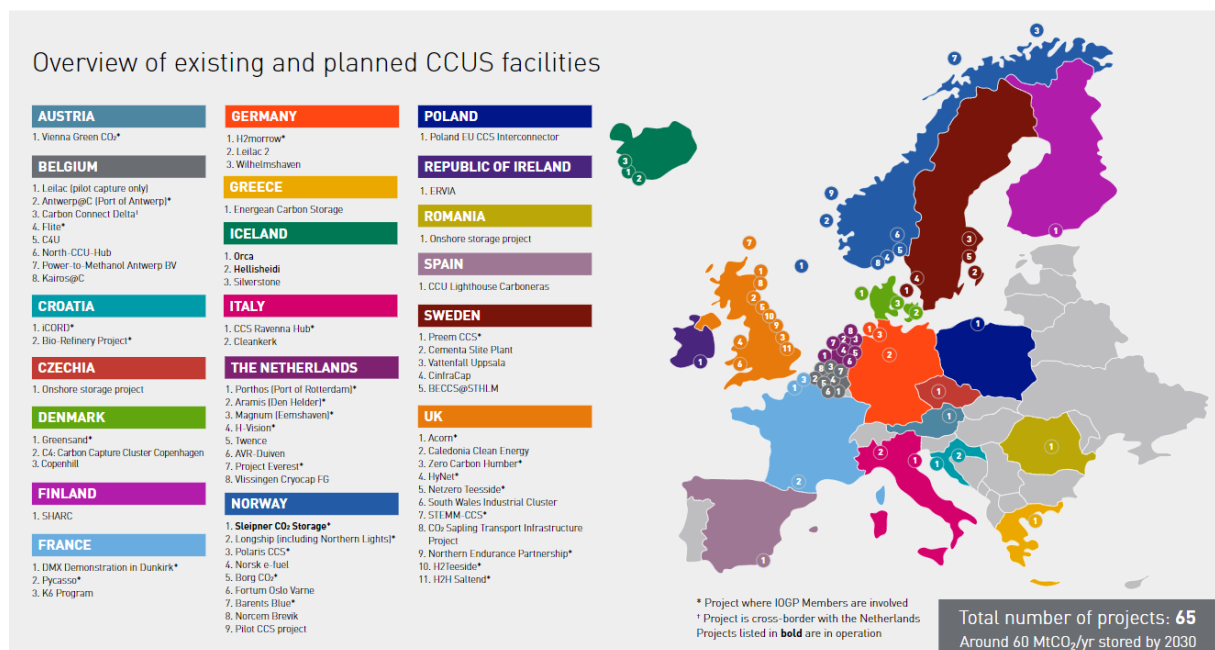 Overview of existing and planned CCUS facilities
AUSTRIA
1. Vienna Green CO₂*
BELGIUM
1. Leilac (pilot capture only)
2. Antwerp@C (Port of Antwerp)*
3. Carbon Connect Delta†
4. Flite*
5. C4U
6. North-CCU-Hub
7. Power-to-Methanol Antwerp BV
8. Kairos@C
CROATIA
1. iCORD*
2. Bio-Refinery Project*
CZECHIA
1. Onshore storage project
DENMARK
1. Greensand*
2. C4: Carbon Capture Cluster Copenhagen
3. Copenhill
FINLAND
1. SHARC
FRANCE
1. DMX Demonstration in Dunkirk*
2. Pycasso*
3. K6 Program
GERMANY
1. H2morrow*
2. Leilac 2
3. Wilhelmshaven
GREECE
1. Energean Carbon Storage
ICELAND
1. Orca
2. Hellisheidi
3. Silverstone
ITALY
1. CCS Ravenna Hub*
2. Cleankerk
THE NETHERLANDS
1. Porthos (Port of Rotterdam)*
2. Aramis (Den Helder)*
3. Magnum (Eemshaven)*
4. H-Vision*
5. Twence
6. AVR-Duiven
7. Project Everest*
8. Vlissingen Cryocap FG
NORWAY
1. Sleipner CO₂ Storage*
2. Longship (including Northern Lights)*
3. Polaris CCS*
4. Norsk e-fuel
5. Borg CO₂*
6. Fortum Oslo Varne
7. Barents Blue*
8. Norcem Brevik
9. Pilot CCS project
POLAND
1. Poland EU CCS Interconnector
REPUBLIC OF IRELAND
1. ERVIA
ROMANIA
1. Onshore storage project
SPAIN
1. CCU Lighthouse Carboneras
SWEDEN
1. Preem CCS*
2. Cementa Slite Plant
3. Vattenfall Uppsala
4. CinfraCap
5. BECCS@STHLM
UK
1. Acorn*
2. Caledonia Clean Energy
3. Zero Carbon Humber*
4. HyNet*
5. Netzero Teesside*
6. South Wales Industrial Cluster
7. STEMM-CCS*
8. CO₂ Sapling Transport Infrastructure
Project
9. Northern Endurance Partnership*
10. H2Teeside*
11. H2H Saltend*
* Project where IOGP Members are involved
† Project is cross-border with the Netherlands
Projects listed in bold are in operation
Total number of projects: 65
Around 60 MtCO₂/yr stored by 2030